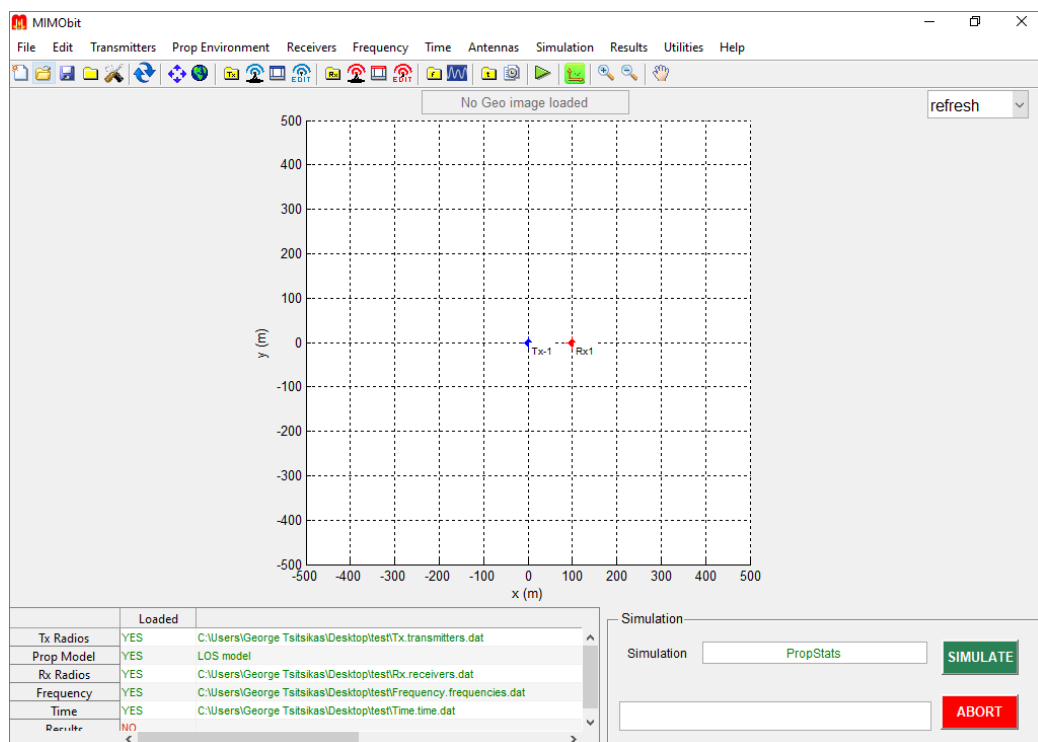 MIMObit
File Edit Transmitters Prop Environment Receivers Frequency Time Antennas Simulation Results Utilities Help
Tx EDIT Rx EDIT f t
No Geo image loaded
refresh
500
400
300
200
100
0
-100
-200
-300
-400
-500
y (m)
Tx-1 Rx1
-500 -400 -300 -200 -100 0 100 200 300 400 500
x (m)
Loaded
Tx Radios YES C:\Users\George Tsitsikas\Desktop\test\Tx.transmitters.dat
Prop Model YES LOS model
Rx Radios YES C:\Users\George Tsitsikas\Desktop\test\Rx.receivers.dat
Frequency YES C:\Users\George Tsitsikas\Desktop\test\Frequency.frequencies.dat
Time YES C:\Users\George Tsitsikas\Desktop\test\Time.time.dat
Results NO
Simulation
Simulation PropStats SIMULATE
ABORT